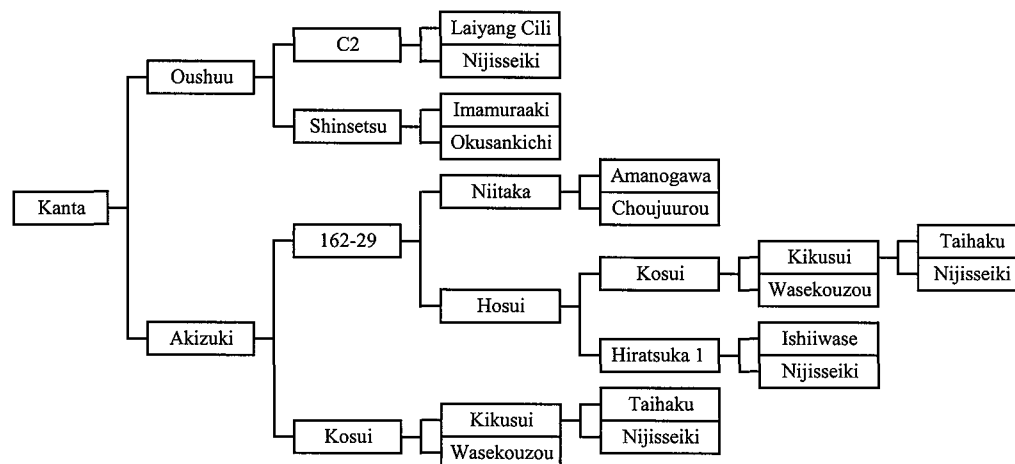 Laiyang Cili
C2
Nijisseiki
Oushuu
Imamuraaki
Shinsetsu
Okusankichi
Amanogawa
Niitaka
Choujuurou
Kanta
162-29
Taihaku
Kikusui
Kosui
Nijisseiki
Wasekouzou
Hosui
Ishiiwase
Akizuki
Hiratsuka 1
Nijisseiki
Taihaku
Kikusui
Kosui
Nijisseiki
Wasekouzou